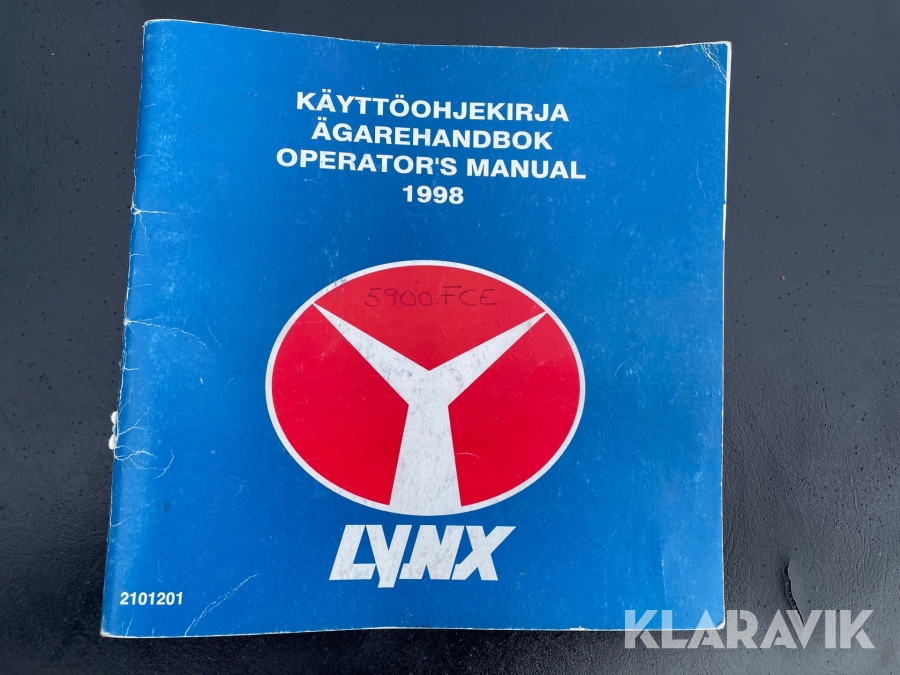 KÄYTTÖOHJEKIRJA
ÄGAREHANDBOK
OPERATOR'S MANUAL
1998
5900.FCE
LYNX
2101201
KLARAVIK